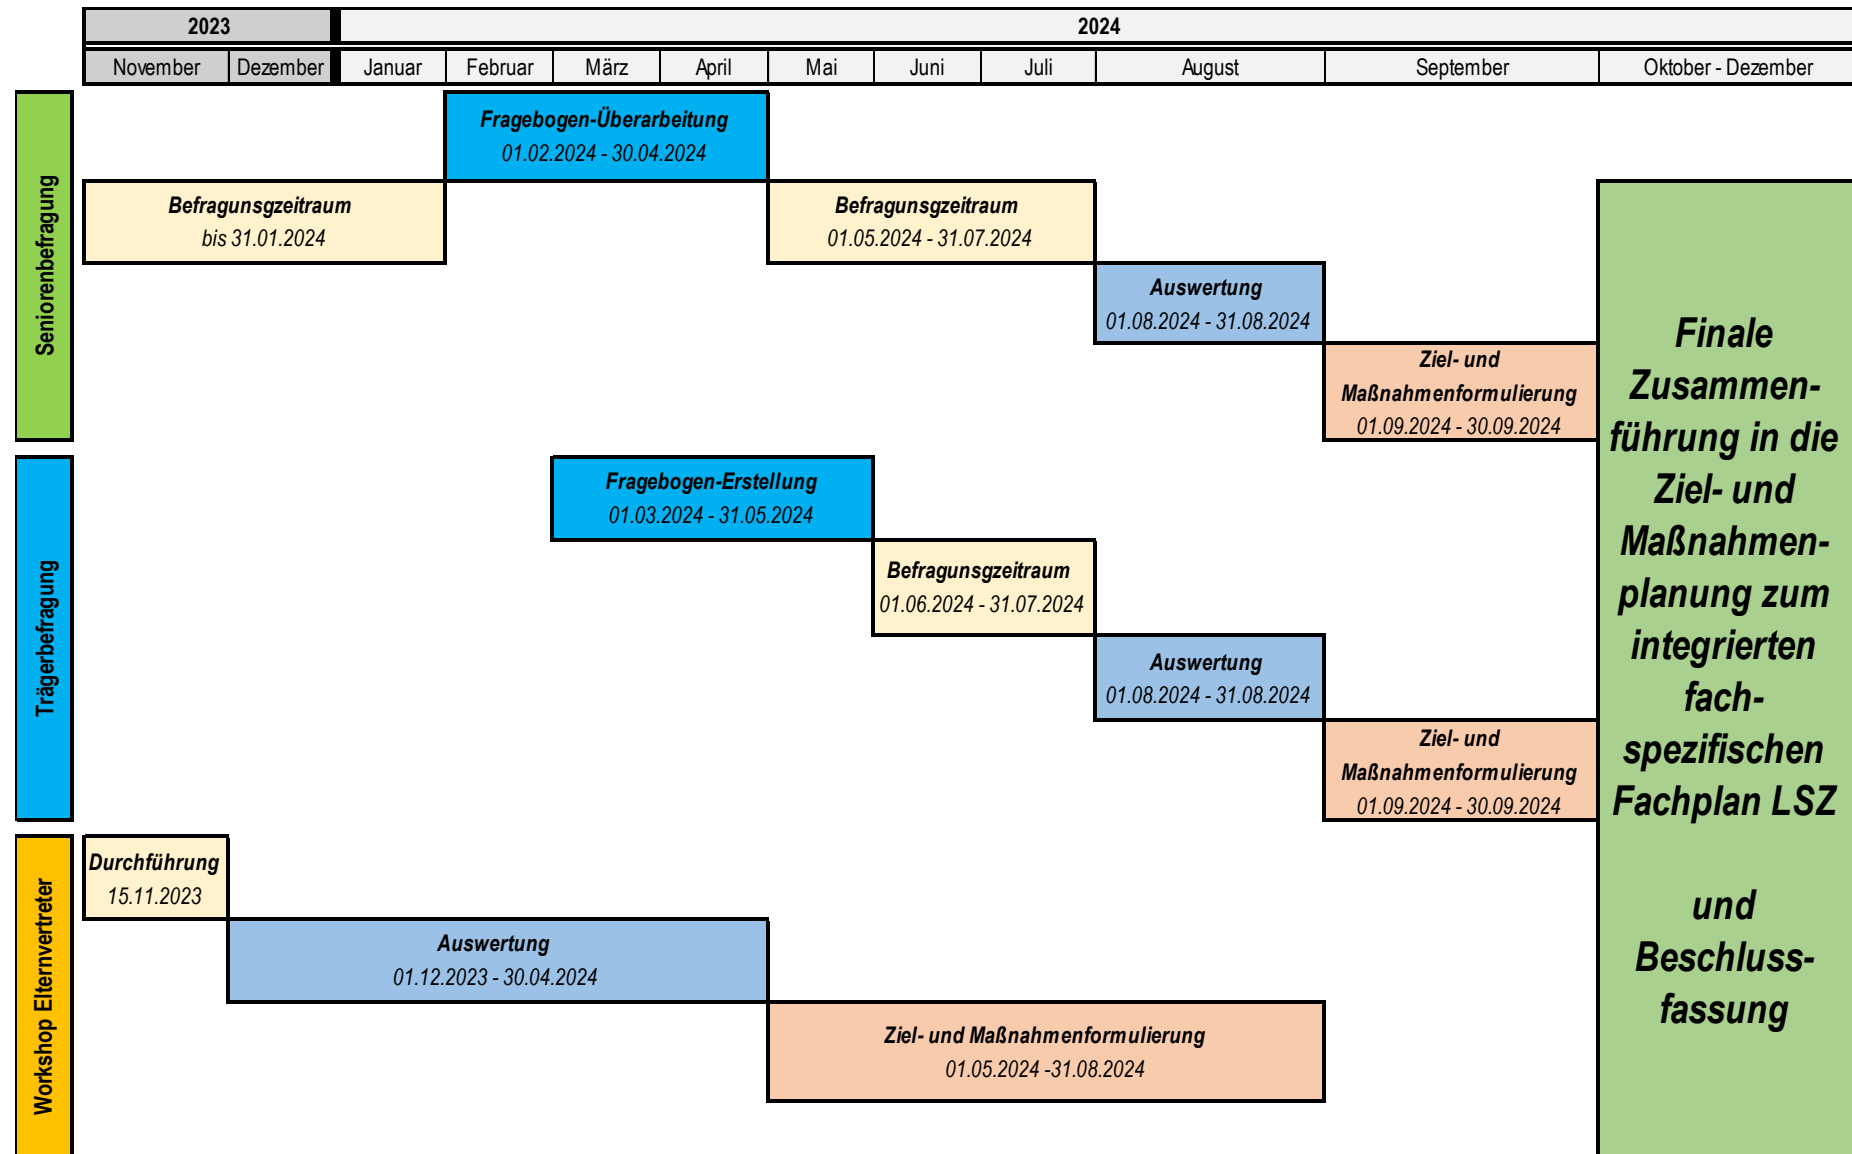 2023
2024
November
Dezember
Januar
Februar
März
April
Mai
Juni
Juli
August
September
Oktober - Dezember
Seniorenbefragung
Fragebogen-Überarbeitung
01.02.2024 - 30.04.2024
Befragunsgzeitraum
bis 31.01.2024
Befragunsgzeitraum
01.05.2024 - 31.07.2024
Auswertung
01.08.2024 - 31.08.2024
Ziel- und
Maßnahmenformulierung
01.09.2024 - 30.09.2024
Trägerbefragung
Fragebogen-Erstellung
01.03.2024 - 31.05.2024
Befragunsgzeitraum
01.06.2024 - 31.07.2024
Auswertung
01.08.2024 - 31.08.2024
Ziel- und
Maßnahmenformulierung
01.09.2024 - 30.09.2024
Workshop Elternvertreter
Durchführung
15.11.2023
Auswertung
01.12.2023 - 30.04.2024
Ziel- und Maßnahmenformulierung
01.05.2024 -31.08.2024
Finale
Zusammen-
führung in die
Ziel- und
Maßnahmen-
planung zum
integrierten
fach-
spezifischen
Fachplan LSZ
und
Beschluss-
fassung